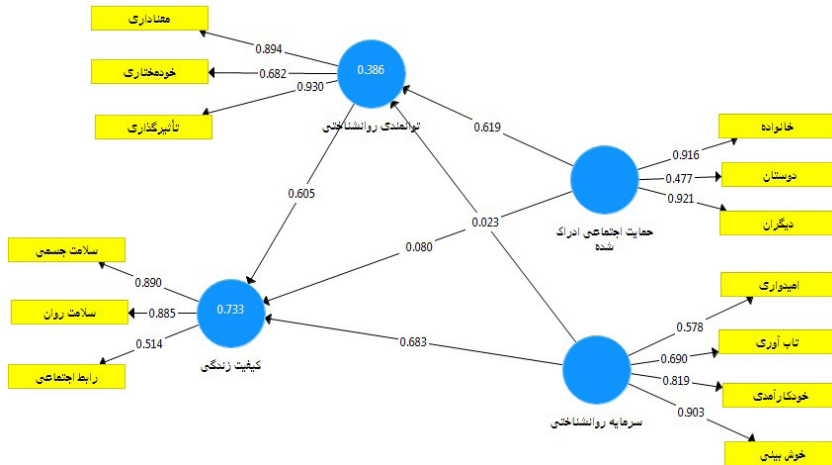 معناداری
0.894
خودمختاری
0.682
تأثیرگذاری
0.930
0.386
توانمندی روانشناختی
0.619
خانواده
0.916
دوستان
0.477
دیگران
0.921
حمایت اجتماعی ادراک
شده
0.605
0.023
0.080
سلامت جسمی
0.890
سلامت روان
0.885
رابط اجتماعی
0.514
0.733
کیفیت زندگی
0.683
امیدواری
0.578
تاب آوری
0.690
خودکارآمدی
0.819
خوش بینی
0.903
سرمایه روانشناختی